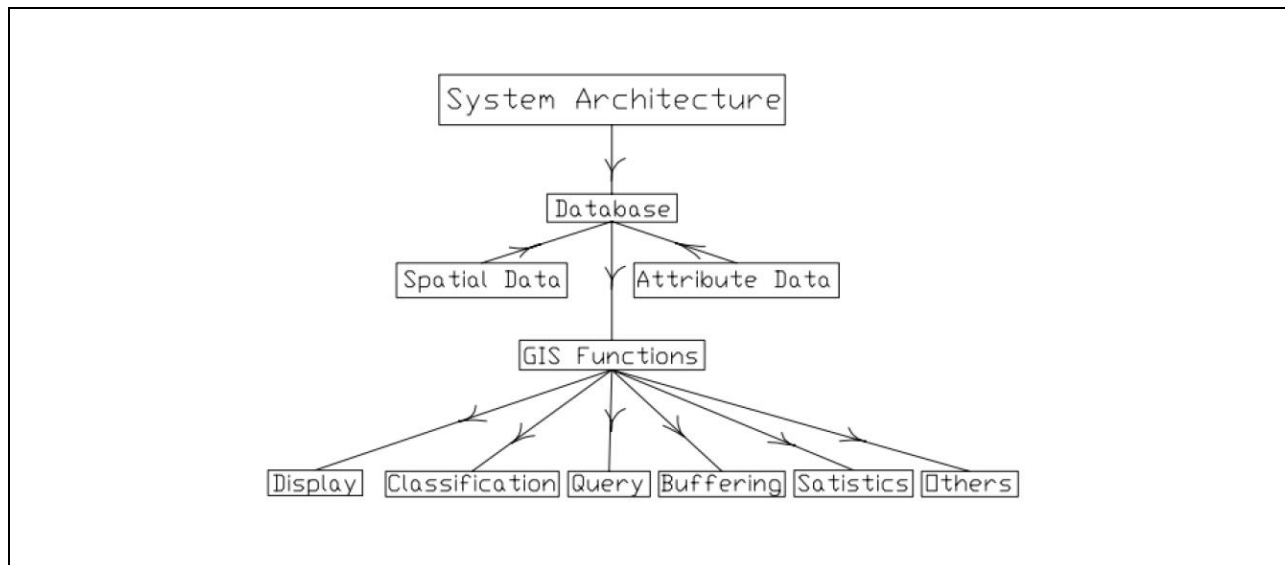 System Architecture
Database
Spatial Data
Attribute Data
GIS Functions
Display
Classification
Query
Buffering
Satistics
Others